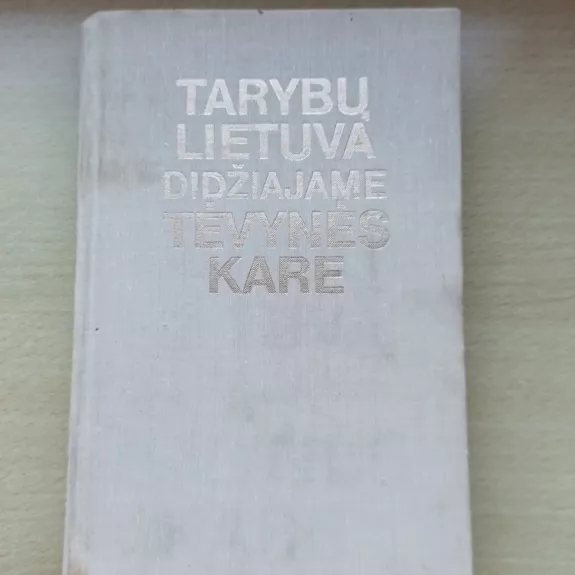 TARYBŲ
LIETUVA
DIDŽIAJAME
TĖVYNĖS
KARE